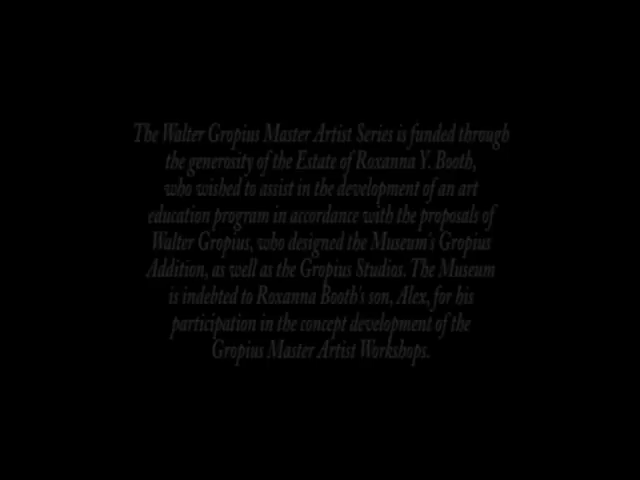 The Walter Gropius Master Artist Series is funded through
the generosity of the Estate of Roxanna Y. Booth,
who wished to assist in the development of an art
education program in accordance with the proposals of
Walter Gropius, who designed the Museum's Gropius
Addition, as well as the Gropius Studios. The Museum
is indebted to Roxanna Booth's son, Alex, for his
participation in the concept development of the
Gropius Master Artist Workshops.